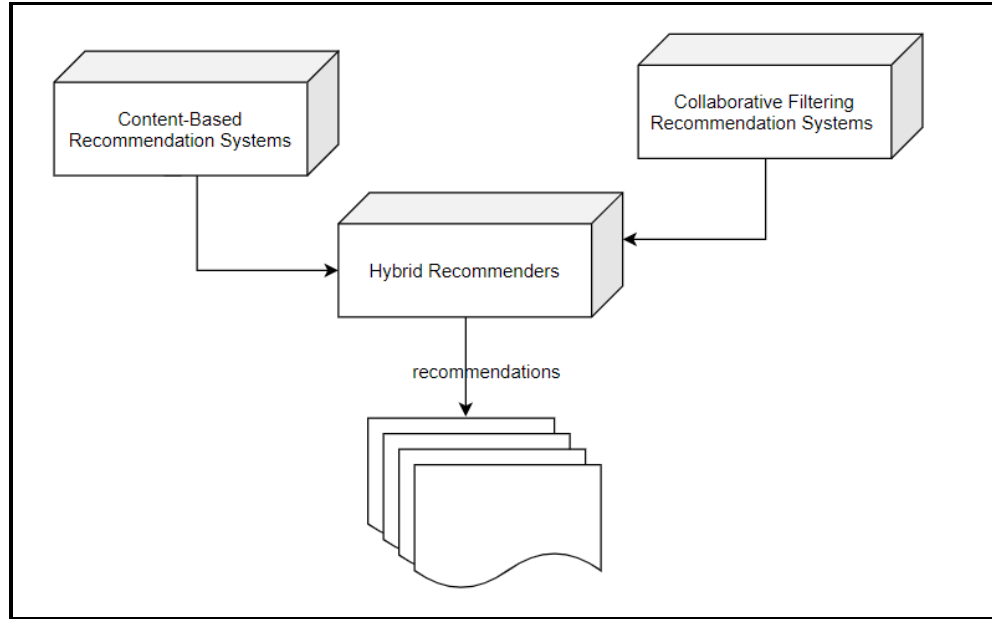 Content-Based
Recommendation Systems
Collaborative Filtering
Recommendation Systems
Hybrid Recommenders
recommendations